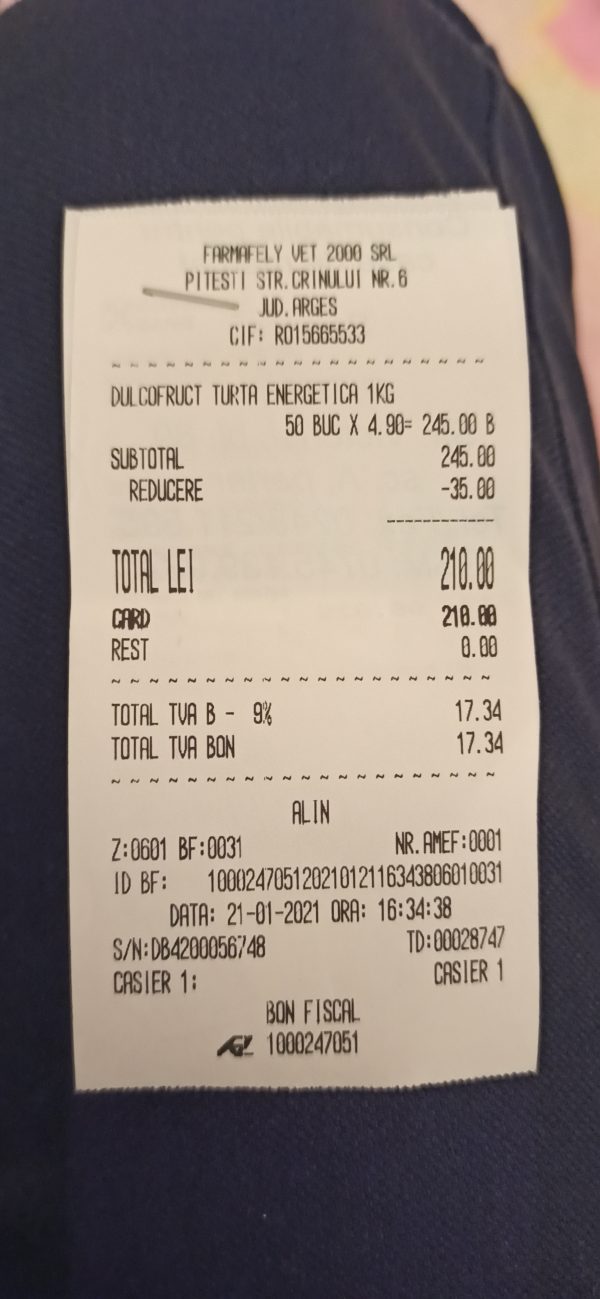 FARMAFELY VET 2000 SRL
PITESTI STR.CRINULUI NR.6
JUD.ARGES
CIF: RO15665533
DULCOFRUCT TURTA ENERGETICA 1KG
50 BUC X 4.90= 245.00 B
SUBTOTAL 245.00
REDUCERE -35.00
TOTAL LEI 210.00
CARD 210.00
REST 0.00
TOTAL TVA B - 9% 17.34
TOTAL TVA BON 17.34
ALIN
Z:0601 BF:0031 NR.AMEF:0001
ID BF: 10002470512021012116343806010031
DATA: 21-01-2021 ORA: 16:34:38
S/N:DB4200056748 TD:00028747
CASIER 1: CASIER 1
BON FISCAL
1000247051